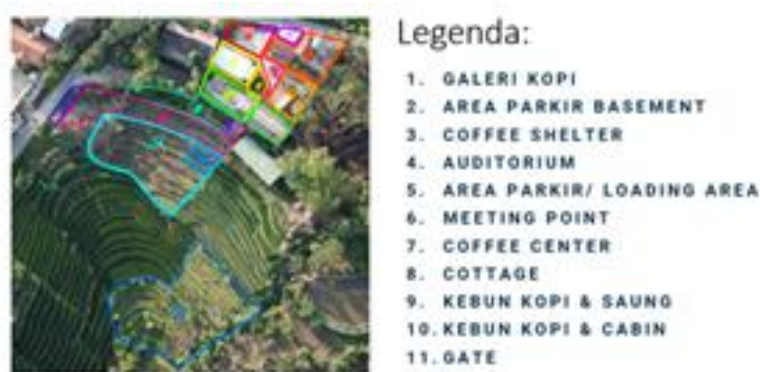 Legenda:
1. GALERI KOPI
2. AREA PARKIR BASEMENT
3. COFFEE SHELTER
4. AUDITORIUM
5. AREA PARKIR/ LOADING AREA
6. MEETING POINT
7. COFFEE CENTER
8. COTTAGE
9. KEBUN KOPI & SAUNG
10. KEBUN KOPI & CABIN
11. GATE